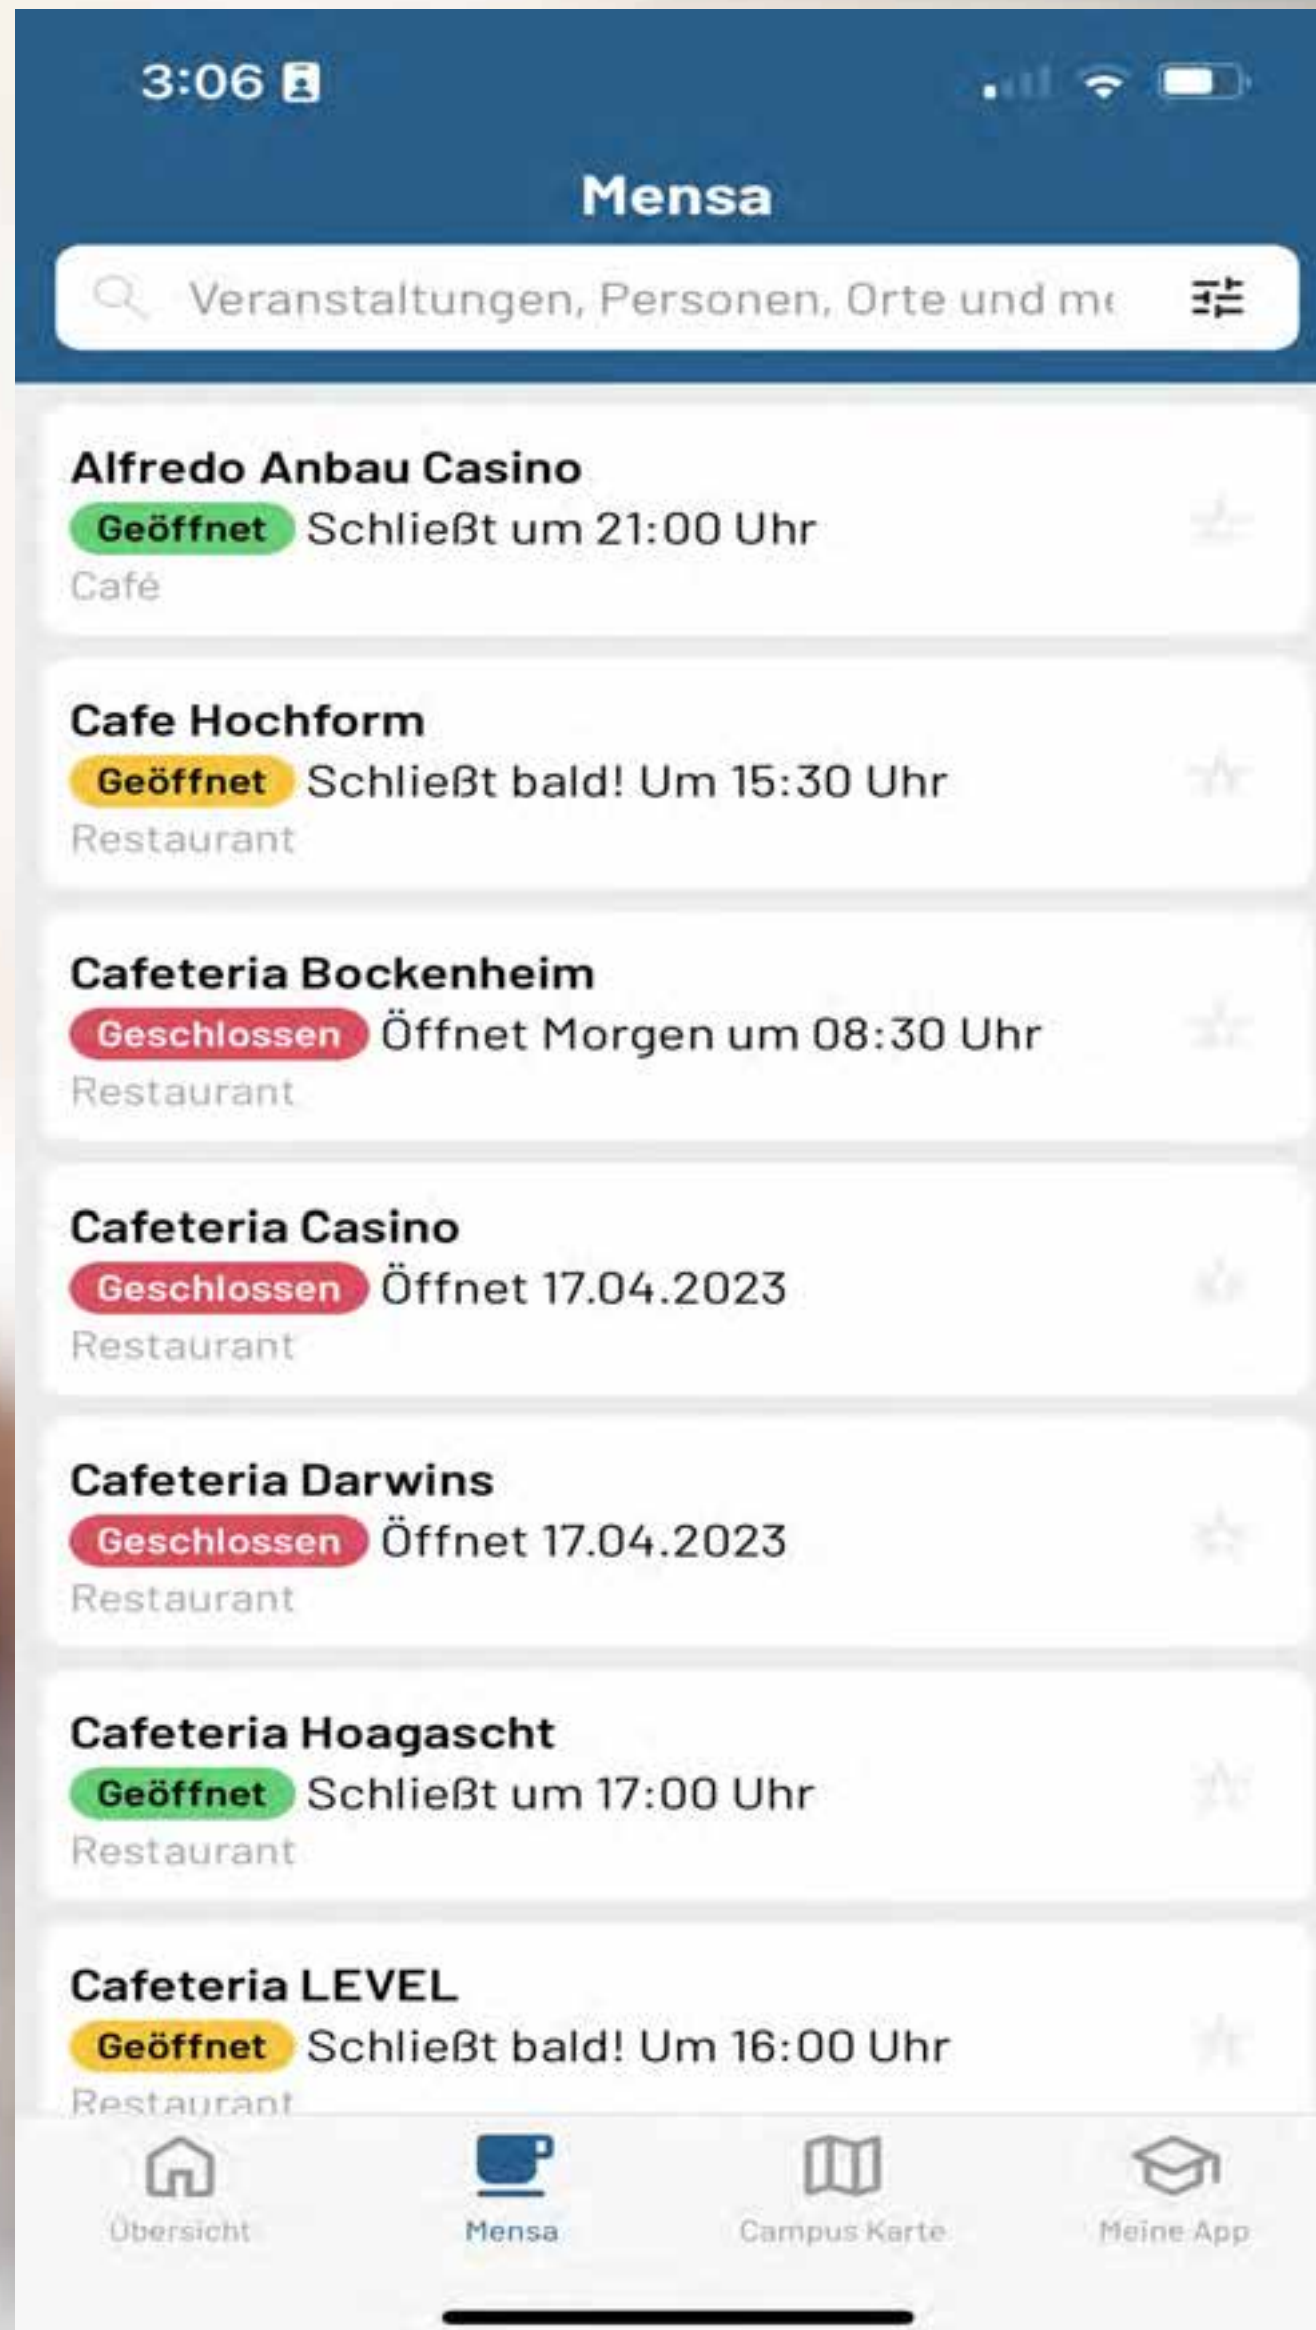 3:06
Mensa
Veranstaltungen, Personen, Orte und me
Alfredo Anbau Casino
Geöffnet Schließt um 21:00 Uhr
Café
Cafe Hochform
Geöffnet Schließt bald! Um 15:30 Uhr
Restaurant
Cafeteria Bockenheim
Geschlossen Öffnet Morgen um 08:30 Uhr
Restaurant
Cafeteria Casino
Geschlossen Öffnet 17.04.2023
Restaurant
Cafeteria Darwins
Geschlossen Öffnet 17.04.2023
Restaurant
Cafeteria Hoagascht
Geöffnet Schließt um 17:00 Uhr
Restaurant
Cafeteria LEVEL
Geöffnet Schließt bald! Um 16:00 Uhr
Restaurant
Übersicht Mensa Campus Karte Meine App